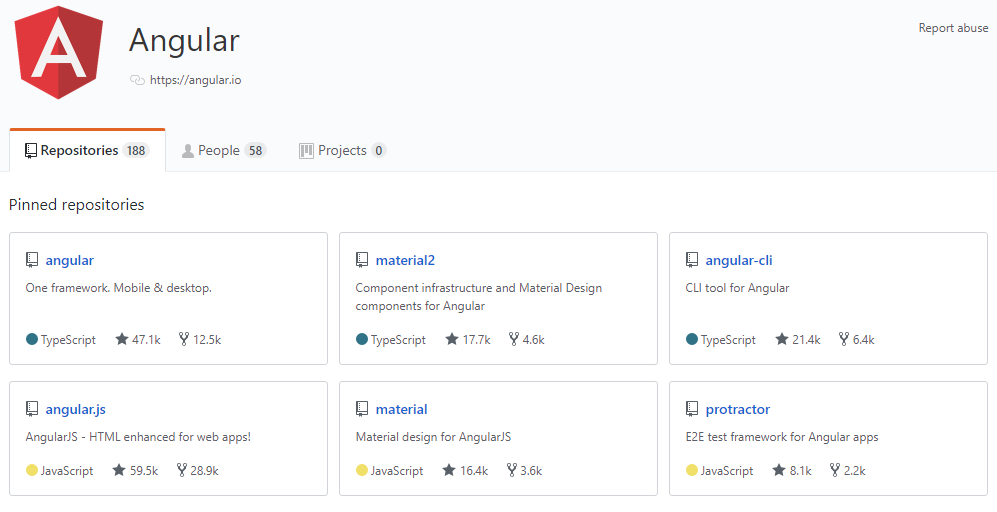 Angular
Report abuse
https://angular.io
Repositories 188 People 58 Projects 0
Pinned repositories
angular
One framework. Mobile & desktop.
TypeScript 47.1k 12.5k
material2
Component infrastructure and Material Design
components for Angular
TypeScript 17.7k 4.6k
angular-cli
CLI tool for Angular
TypeScript 21.4k 6.4k
angular.js
AngularJS - HTML enhanced for web apps!
JavaScript 59.5k 28.9k
material
Material design for AngularJS
JavaScript 16.4k 3.6k
protractor
E2E test framework for Angular apps
JavaScript 8.1k 2.2k